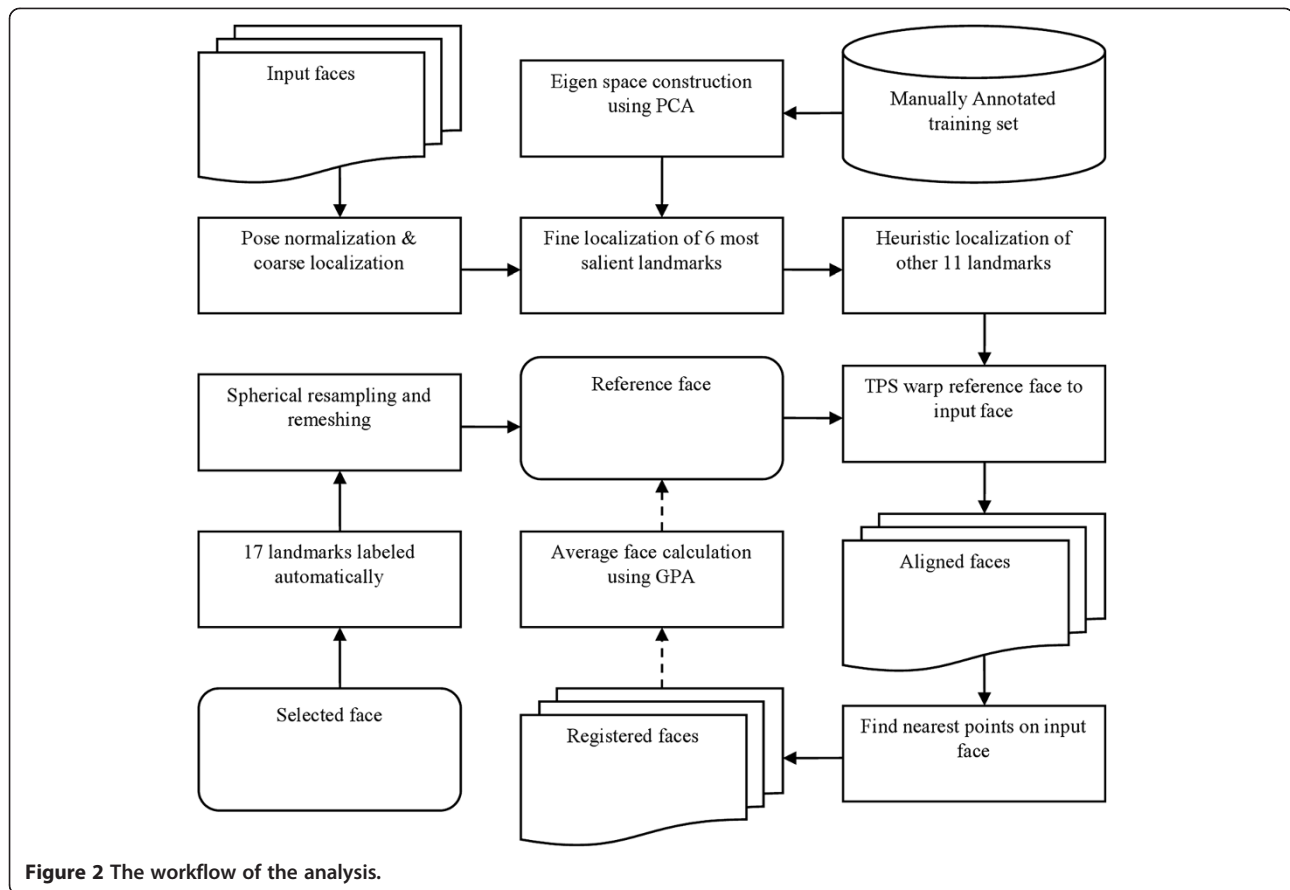 Input faces
Eigen space construction
using PCA
Manually Annotated
training set
Pose normalization &
coarse localization
Fine localization of 6 most
salient landmarks
Heuristic localization of
other 11 landmarks
Spherical resampling and
remeshing
Reference face
TPS warp reference face to
input face
17 landmarks labeled
automatically
Average face calculation
using GPA
Aligned faces
Selected face
Registered faces
Find nearest points on input
face
Figure 2 The workflow of the analysis.